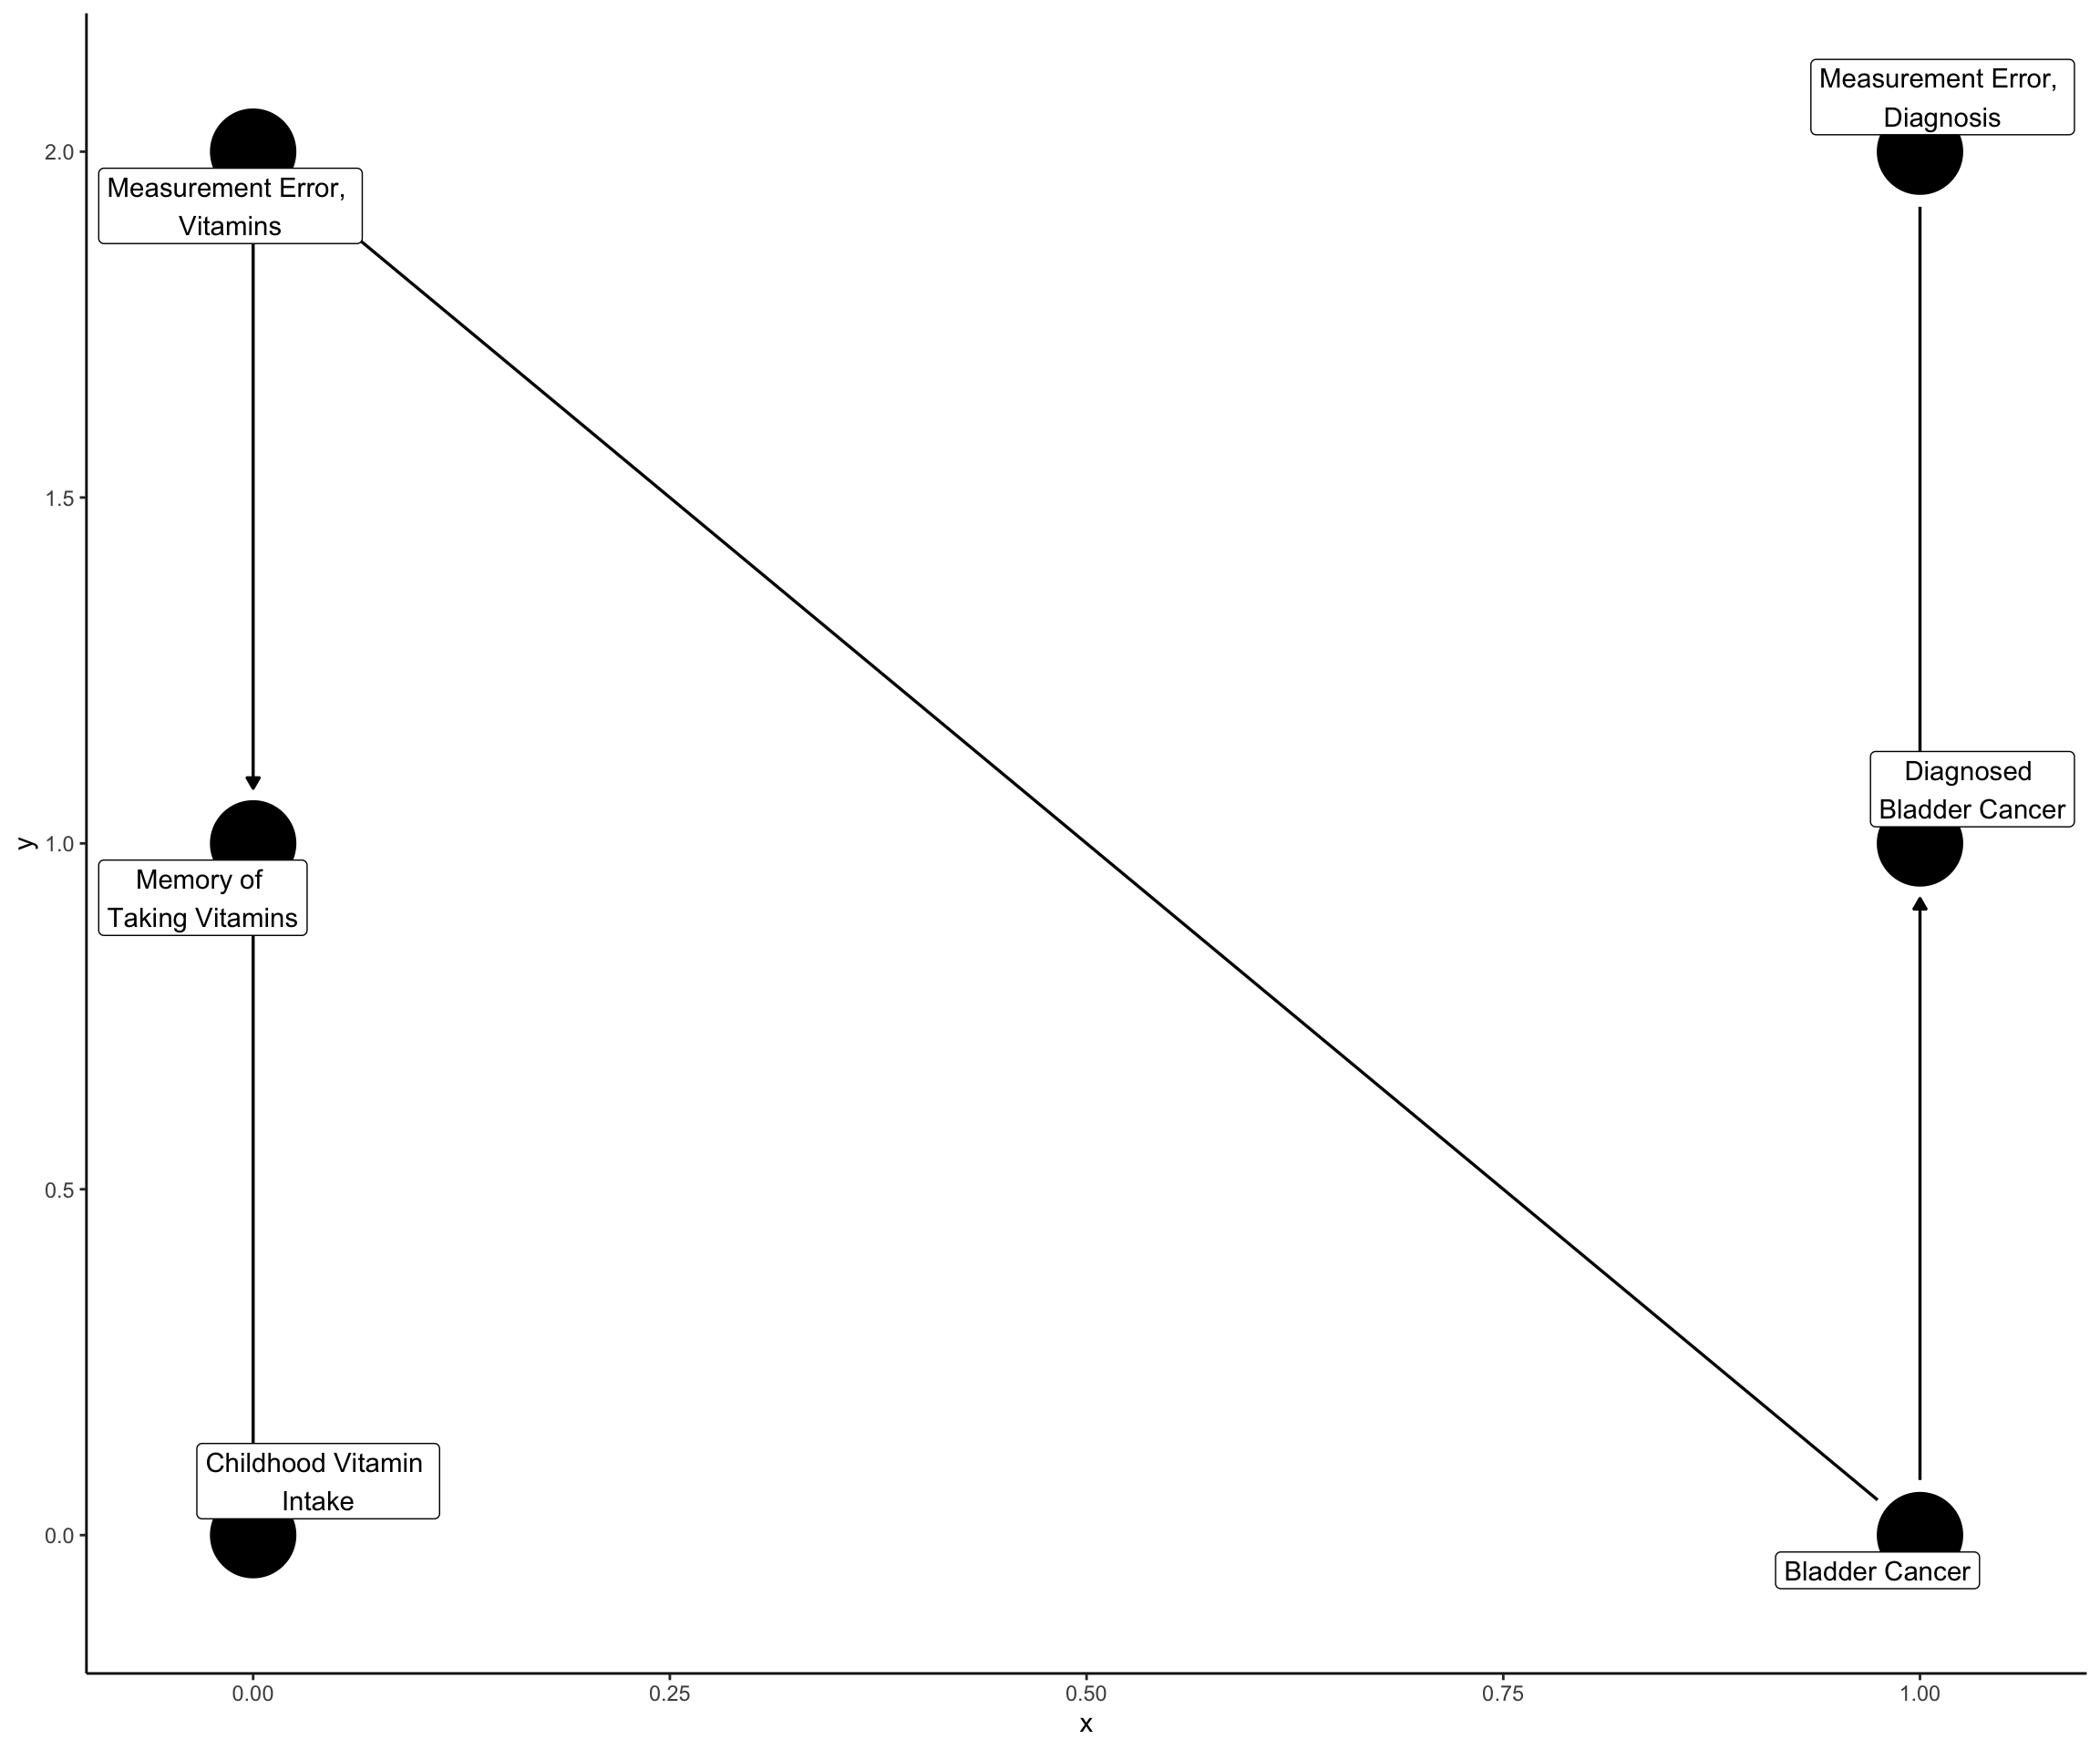 Measurement Error,
Diagnosis
2.0
Measurement Error,
Vitamins
1.5
Diagnosed
Bladder Cancer
y
1.0
Memory of
Taking Vitamins
0.5
Childhood Vitamin
Intake
0.0
Bladder Cancer
0.00
0.25
0.50
0.75
1.00
x